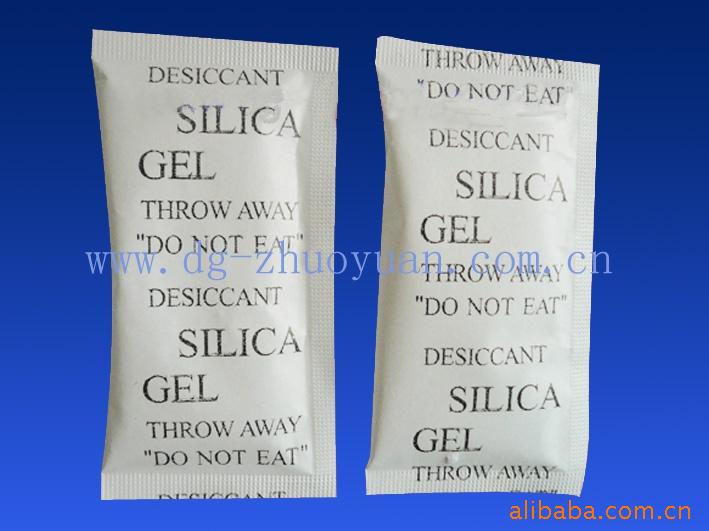 DESICCANT
SILICA
GEL
THROW AWAY
"DO NOT EAT"
DESICCANT
SILICA
GEL
THROW AWAY
"DO NOT EAT"
DESICCANT
THROW AWAY
"DO NOT EAT"
DESICCANT
SILICA
GEL
THROW AWAY
"DO NOT EAT"
DESICCANT
SILICA
GEL
THROW AWAY
www.dg-zhuoyuan.com.cn
alibaba.com.cn